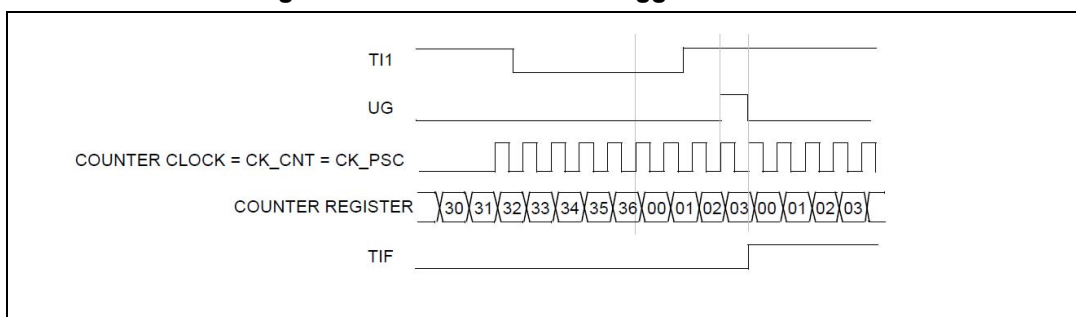 TI1
UG
COUNTER CLOCK = CK_CNT = CK_PSC
COUNTER REGISTER 30 31 32 33 34 35 36 00 01 02 03 00 01 02 03
TIF